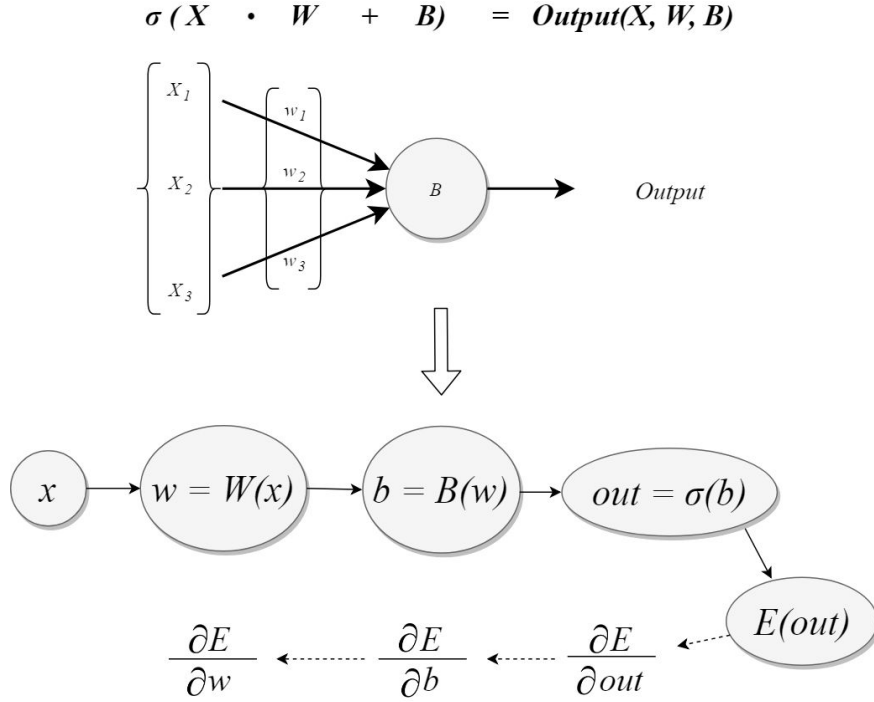 σ ( X · W + B) = Output(X, W, B)
X₁
w₁
X₂
w₂
B
Output
X₃
w₃
x
w = W(x)
b = B(w)
out = σ(b)
E(out)
∂E
∂w
∂E
∂b
∂E
∂out